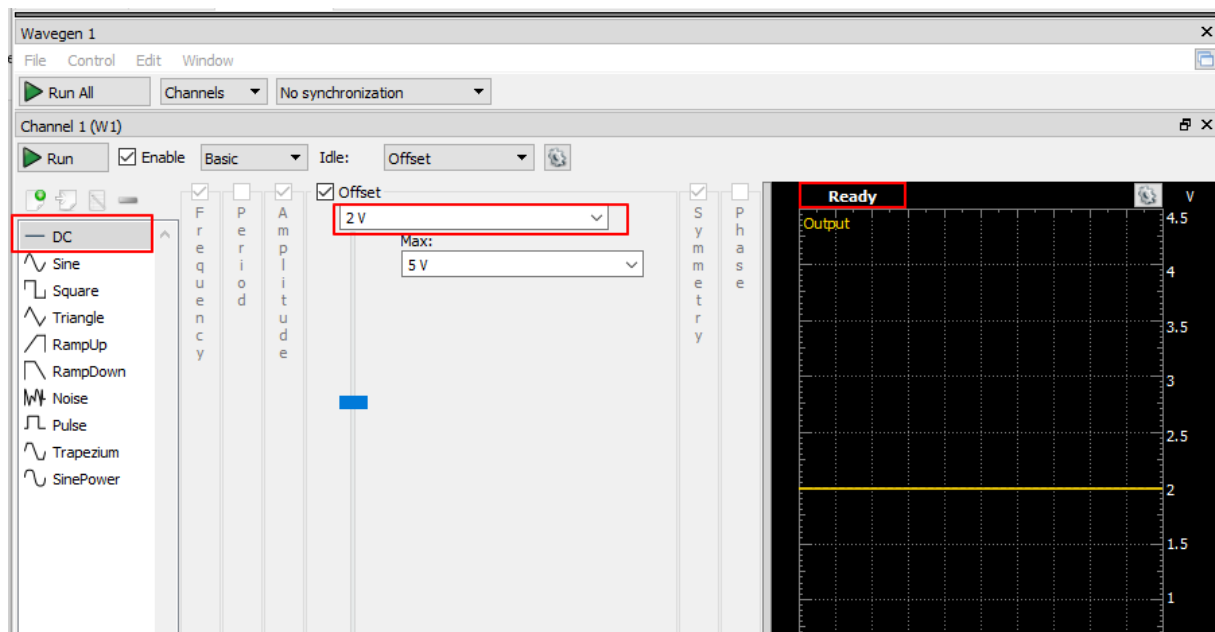 Wavegen 1
File Control Edit Window
Run All Channels No synchronization
Channel 1 (W1)
Run Enable Basic Idle: Offset
DC
Sine
Square
Triangle
RampUp
RampDown
Noise
Pulse
Trapezium
SinePower
Frequency
Period
Amplitude
Offset
2 V
Max:
5 V
Symmetry
Phase
Ready V
Output
4.5
4
3.5
3
2.5
2
1.5
1